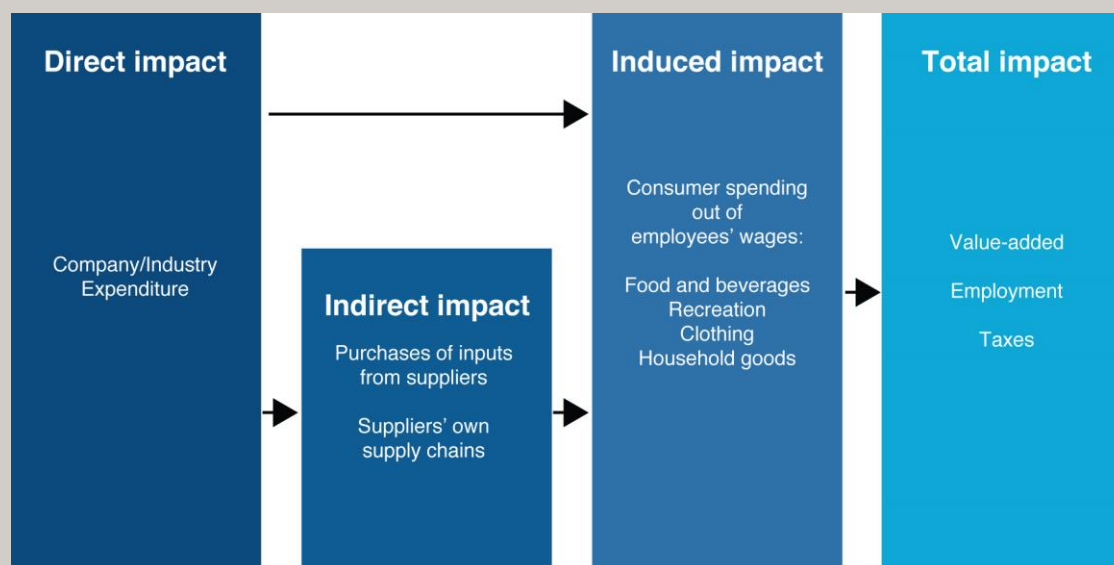 Direct impact
Company/Industry
Expenditure
Indirect impact
Purchases of inputs
from suppliers
Suppliers’ own
supply chains
Induced impact
Consumer spending
out of
employees’ wages:
Food and beverages
Recreation
Clothing
Household goods
Total impact
Value-added
Employment
Taxes